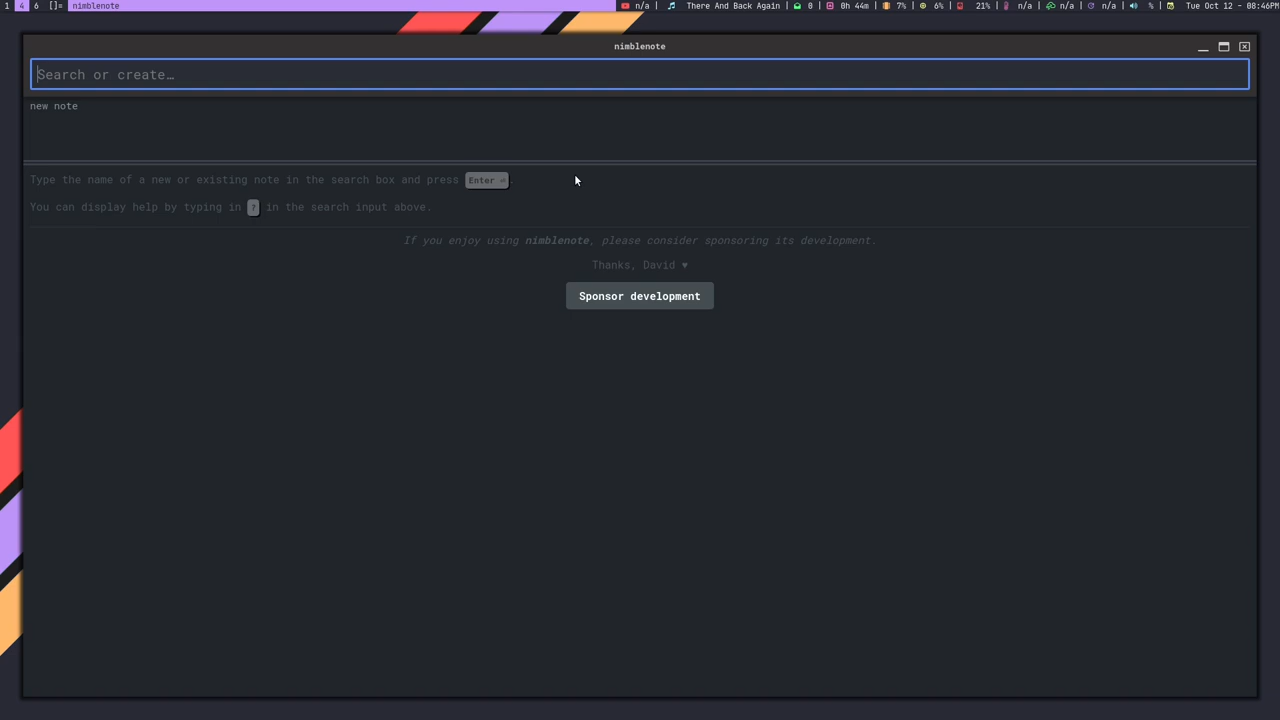 1 4 6 []= nimblenote n/a | There And Back Again | 0 | 0h 44m | 7% | 6% | 21% | n/a | n/a | n/a | % | Tue Oct 12 - 08:46PM
nimblenote
Search or create…
new note
Type the name of a new or existing note in the search box and press Enter ⏎.
You can display help by typing in ? in the search input above.
If you enjoy using nimblenote, please consider sponsoring its development.
Thanks, David ♥
Sponsor development